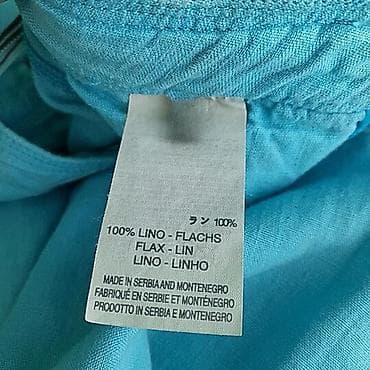 ラン 100%
100% LINO - FLACHS
FLAX - LIN
LINO - LINHO
MADE IN SERBIA AND MONTENEGRO
FABRIQUÉ EN SERBIE ET MONTÉNÉGRO
PRODOTTO IN SERBIA E MONTENEGRO